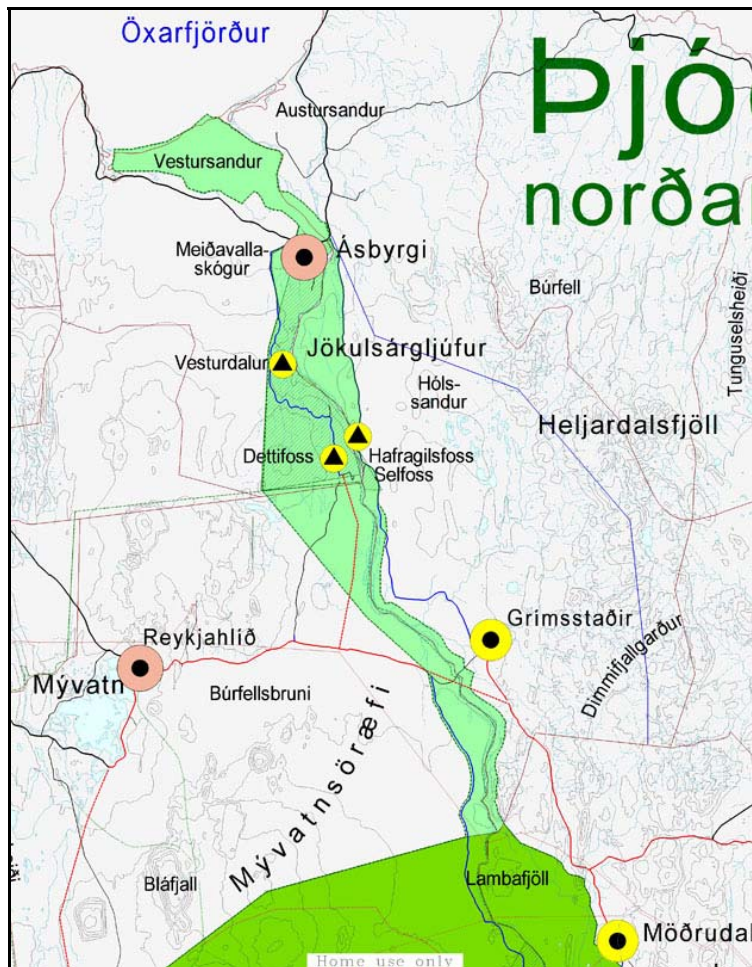 Öxarfjörður
Þjó
norða
Austursandur
Vestursandur
Meiðavalla-
skógur
Ásbyrgi
Búrfell
Tunguselsheiði
Vesturdalur
Jökulsárgljúfur
Hóls-
sandur
Heljardalsfjöll
Dettifoss
Hafragilsfoss
Selfoss
Grímsstaðir
Dimmifjallgarður
Reykjahlíð
Mývatn
Búrfellsbruni
Mývatnsöræfi
Bláfjall
Lambafjöll
Möðrudal
Home use only